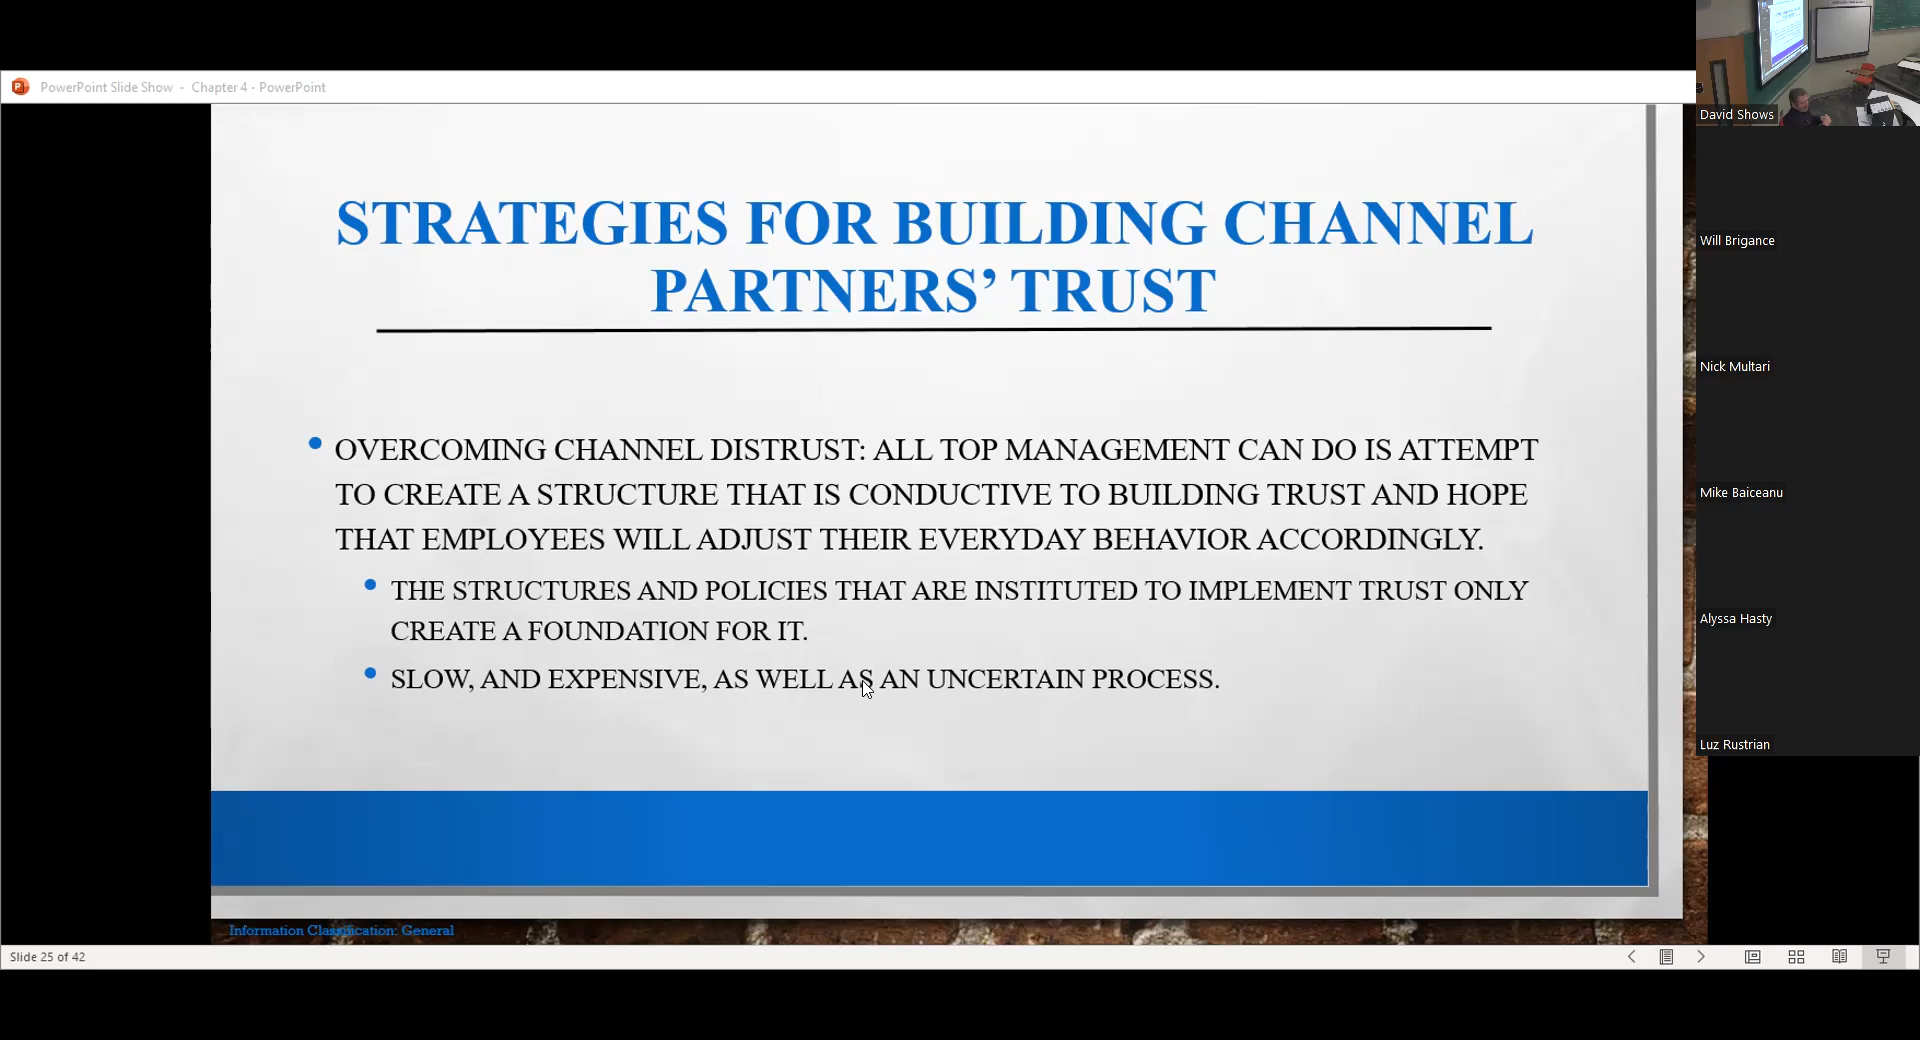 PowerPoint Slide Show - Chapter 4 - PowerPoint
STRATEGIES FOR BUILDING CHANNEL
PARTNERS’ TRUST
• OVERCOMING CHANNEL DISTRUST: ALL TOP MANAGEMENT CAN DO IS ATTEMPT
TO CREATE A STRUCTURE THAT IS CONDUCTIVE TO BUILDING TRUST AND HOPE
THAT EMPLOYEES WILL ADJUST THEIR EVERYDAY BEHAVIOR ACCORDINGLY.
• THE STRUCTURES AND POLICIES THAT ARE INSTITUTED TO IMPLEMENT TRUST ONLY
CREATE A FOUNDATION FOR IT.
• SLOW, AND EXPENSIVE, AS WELL AS AN UNCERTAIN PROCESS.
Information Classification: General
Slide 25 of 42
David Shows
Will Brigance
Nick Multari
Mike Baiceanu
Alyssa Hasty
Luz Rustrian